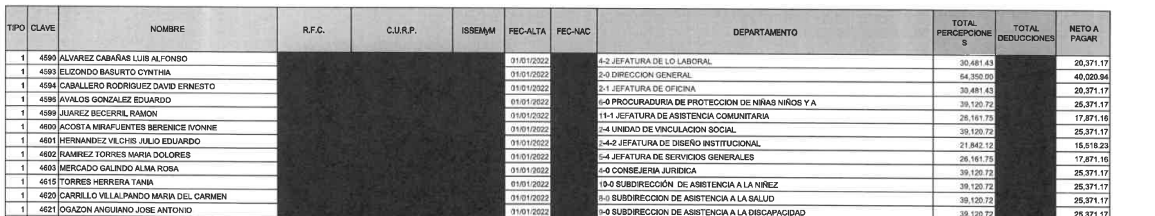 TIPO CLAVE NOMBRE R.F.C. C.U.R.P. ISSEMyM FEC-ALTA FEC-NAC DEPARTAMENTO TOTAL PERCEPCIONES TOTAL DEDUCCIONES NETO A PAGAR
1 4590 ALVAREZ CABAÑAS LUIS ALFONSO 01/01/2022 4-2 JEFATURA DE LO LABORAL 30,481.43 20,371.17
1 4593 ELIZONDO BASURTO CYNTHIA 01/01/2022 2-0 DIRECCION GENERAL 64,350.00 40,020.94
1 4594 CABALLERO RODRIGUEZ DAVID ERNESTO 01/01/2022 2-1 JEFATURA DE OFICINA 30,481.43 20,371.17
1 4596 AVALOS GONZALEZ EDUARDO 01/01/2022 6-0 PROCURADURIA DE PROTECCION DE NIÑAS NIÑOS Y A 39,120.72 25,371.17
1 4599 JUAREZ BECERRIL RAMON 01/01/2022 11-1 JEFATURA DE ASISTENCIA COMUNITARIA 26,161.75 17,871.16
1 4600 ACOSTA MIRAFUENTES BERENICE IVONNE 01/01/2022 2-4 UNIDAD DE VINCULACION SOCIAL 39,120.72 25,371.17
1 4601 HERNANDEZ VILCHIS JULIO EDUARDO 01/01/2022 2-4-2 JEFATURA DE DISEÑO INSTITUCIONAL 21,842.12 15,518.23
1 4602 RAMIREZ TORRES MARIA DOLORES 01/01/2022 5-4 JEFATURA DE SERVICIOS GENERALES 26,161.75 17,871.16
1 4603 MERCADO GALINDO ALMA ROSA 01/01/2022 4-0 CONSEJERIA JURIDICA 39,120.72 25,371.17
1 4615 TORRES HERRERA TANIA 01/01/2022 10-0 SUBDIRECCIÓN DE ASISTENCIA A LA NIÑEZ 39,120.72 25,371.17
1 4620 CARRILLO VILLALPANDO MARIA DEL CARMEN 01/01/2022 8-0 SUBDIRECCION DE ASISTENCIA A LA SALUD 39,120.72 25,371.17
1 4621 OGAZON ANGUIANO JOSE ANTONIO 01/01/2022 9-0 SUBDIRECCION DE ASISTENCIA A LA DISCAPACIDAD 39,120.72 25,371.17